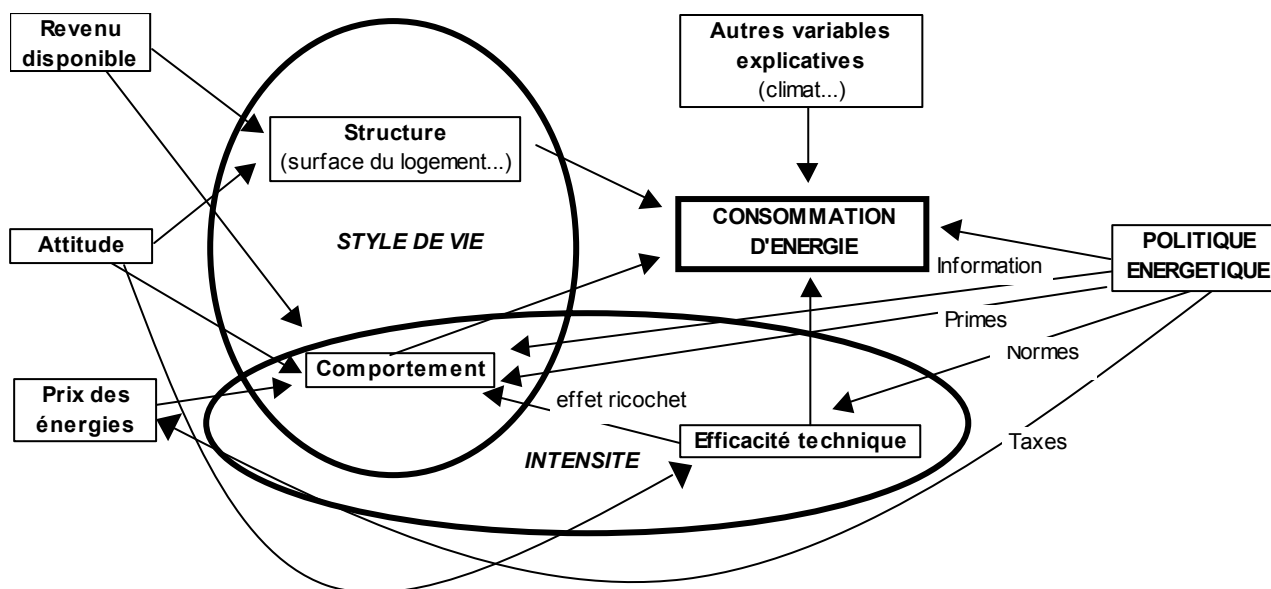 Revenu
disponible
Autres variables
explicatives
(climat...)
Structure
(surface du logement...)
CONSOMMATION
D'ENERGIE
Attitude
STYLE DE VIE
POLITIQUE
ENERGETIQUE
Information
Primes
Normes
Comportement
Prix des
énergies
effet ricochet
Efficacité technique
Taxes
INTENSITE